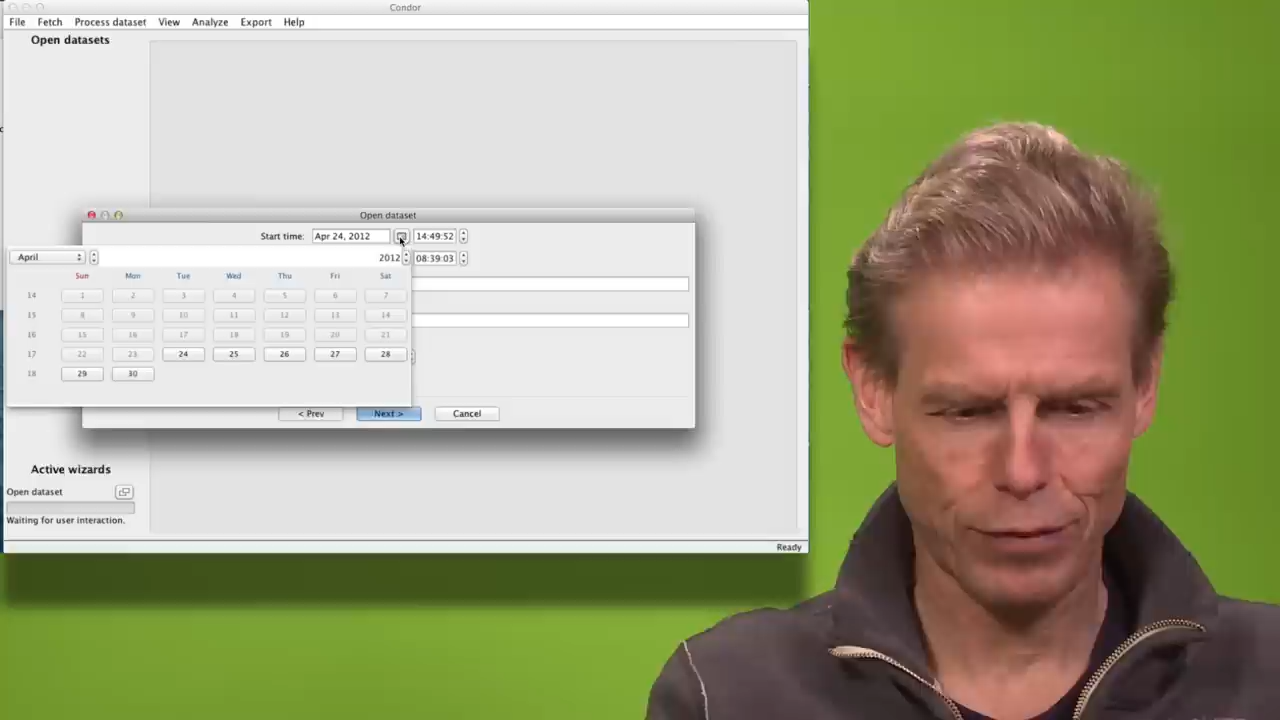 Condor
File Fetch Process dataset View Analyze Export Help
Open datasets
Open dataset
Start time: Apr 24, 2012 14:49:52
April 2012 08:39:03
Sun Mon Tue Wed Thu Fri Sat
14 1 2 3 4 5 6 7
15 8 9 10 11 12 13 14
16 15 16 17 18 19 20 21
17 22 23 24 25 26 27 28
18 29 30
< Prev Next > Cancel
Active wizards
Open dataset
Waiting for user interaction.
Ready